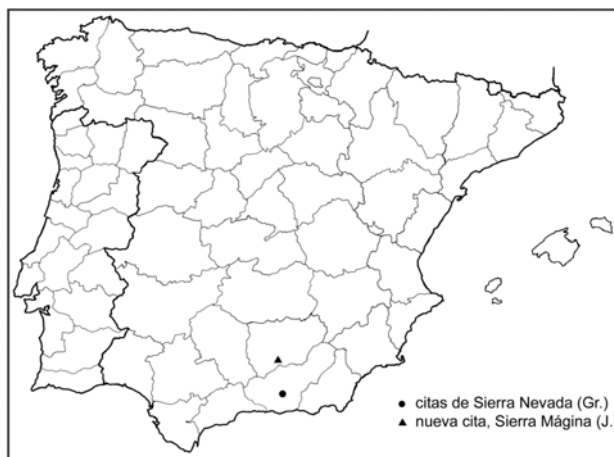 citas de Sierra Nevada (Gr.)
nueva cita, Sierra Mágina (J.